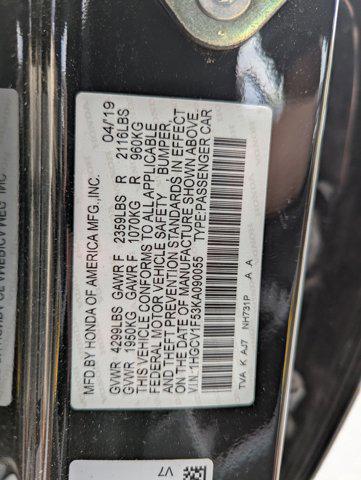 MFD BY HONDA OF AMERICA MFG.,INC. 04/19
GVWR 4299LBS GAWR F 2359LBS R 2116LBS
GVWR 1950KG GAWR F 1070KG R 960KG
THIS VEHICLE CONFORMS TO ALL APPLICABLE
FEDERAL MOTOR VEHICLE SAFETY BUMPER,
AND THEFT PREVENTION STANDARDS IN EFFECT
ON THE DATE OF MANUFACTURE SHOWN ABOVE.
V.I.N.: 1HGCV1F53KA090055 TYPE:PASSENGER CAR
TVA K AJ7 NH731P A A
V7